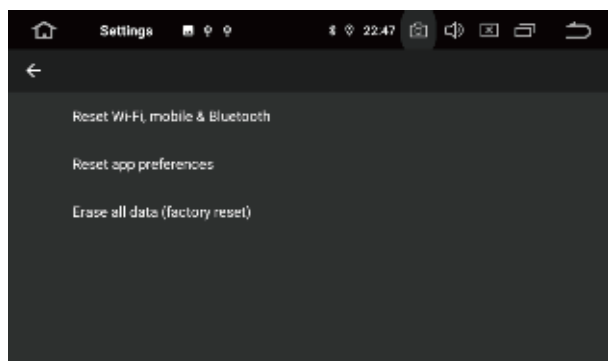 Settings 22:47
Reset Wi-Fi, mobile & Bluetooth
Reset app preferences
Erase all data (factory reset)